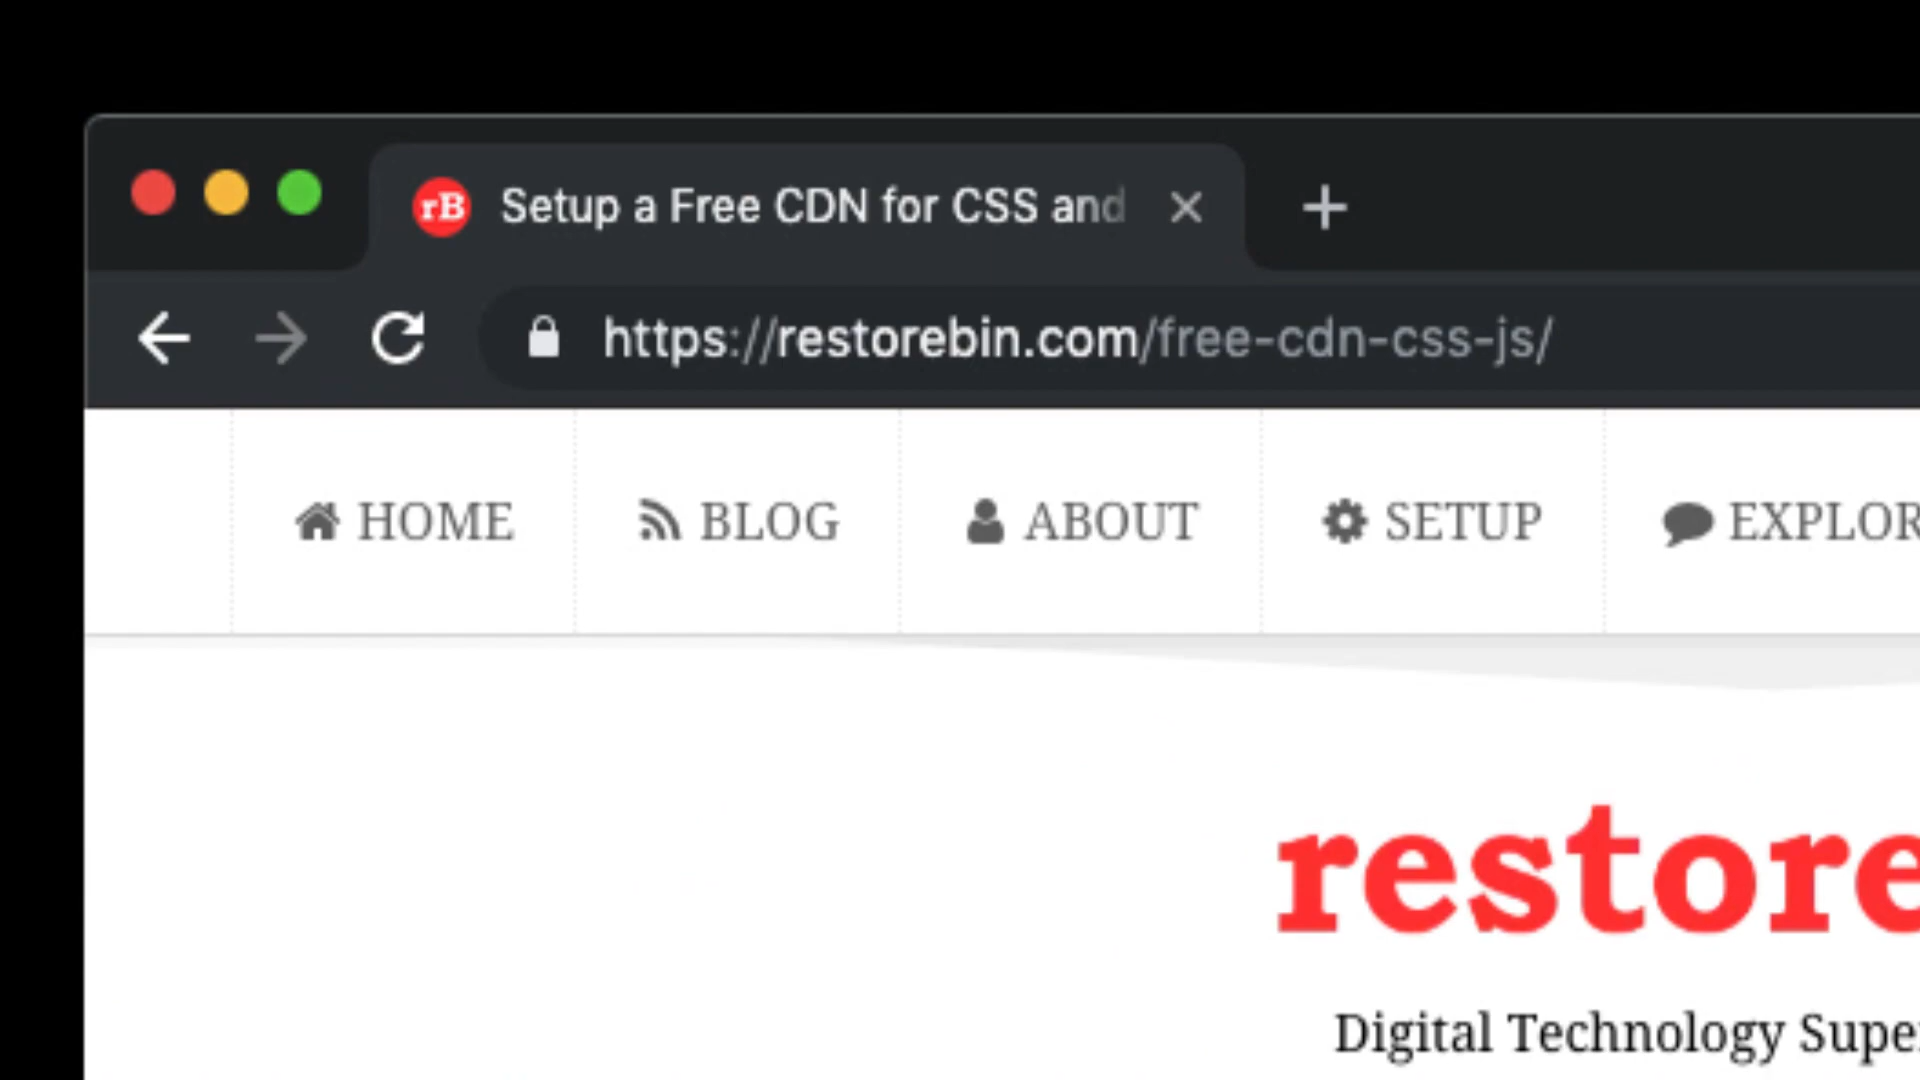 rB Setup a Free CDN for CSS and
https://restorebin.com/free-cdn-css-js/
HOME BLOG ABOUT SETUP EXPLOR
restore
Digital Technology Supe